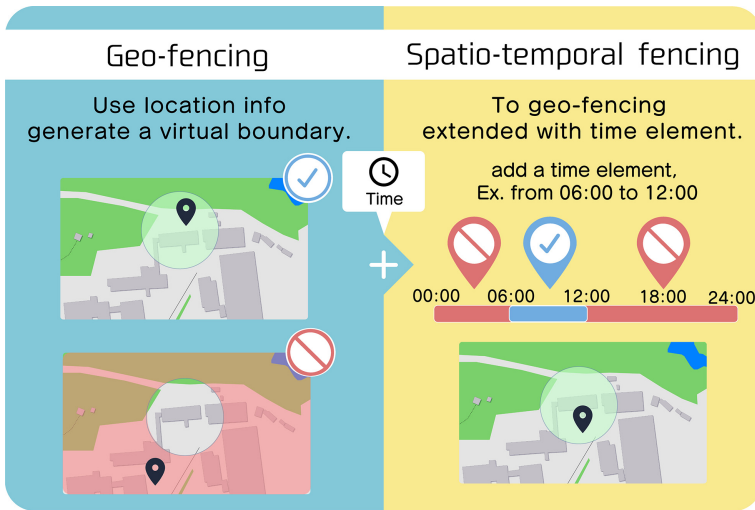 Geo-fencing
Use location info
generate a virtual boundary.
Time
Spatio-temporal fencing
To geo-fencing
extended with time element.
add a time element,
Ex. from 06:00 to 12:00
00:00 06:00 12:00 18:00 24:00